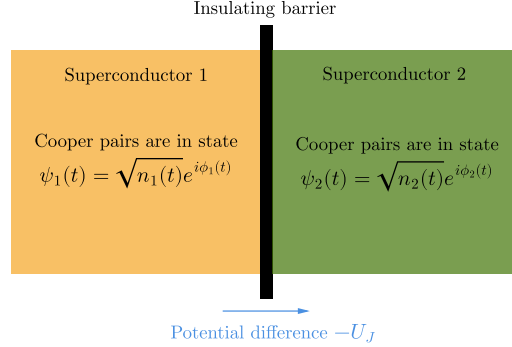 Insulating barrier
Superconductor 1
Superconductor 2
Cooper pairs are in state
ψ₁(t) = √n₁(t)e^{iϕ₁(t)}
Cooper pairs are in state
ψ₂(t) = √n₂(t)e^{iϕ₂(t)}
Potential difference −U_J